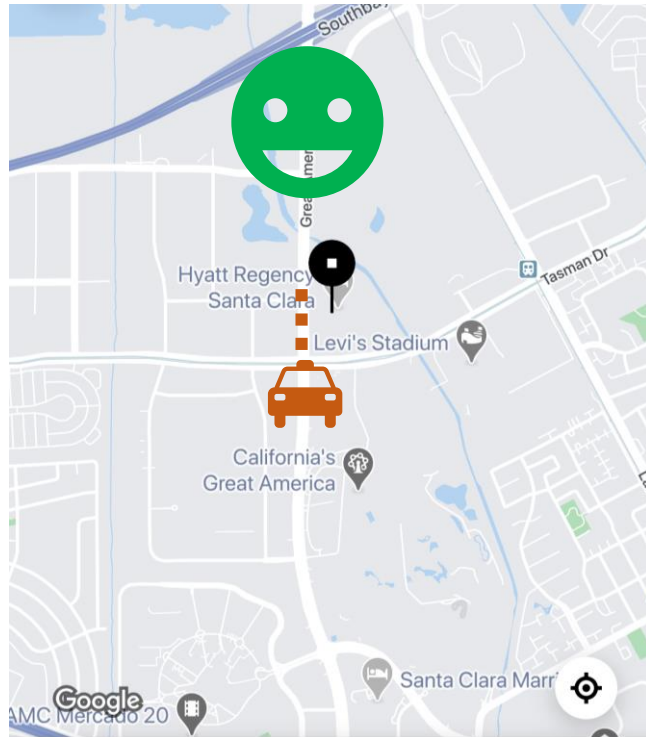 Southbay
Great Amer
Hyatt Regency
Santa Clara
Tasman Dr
Levi's Stadium
California's
Great America
Santa Clara Marri
Google
AMC Mercado 20